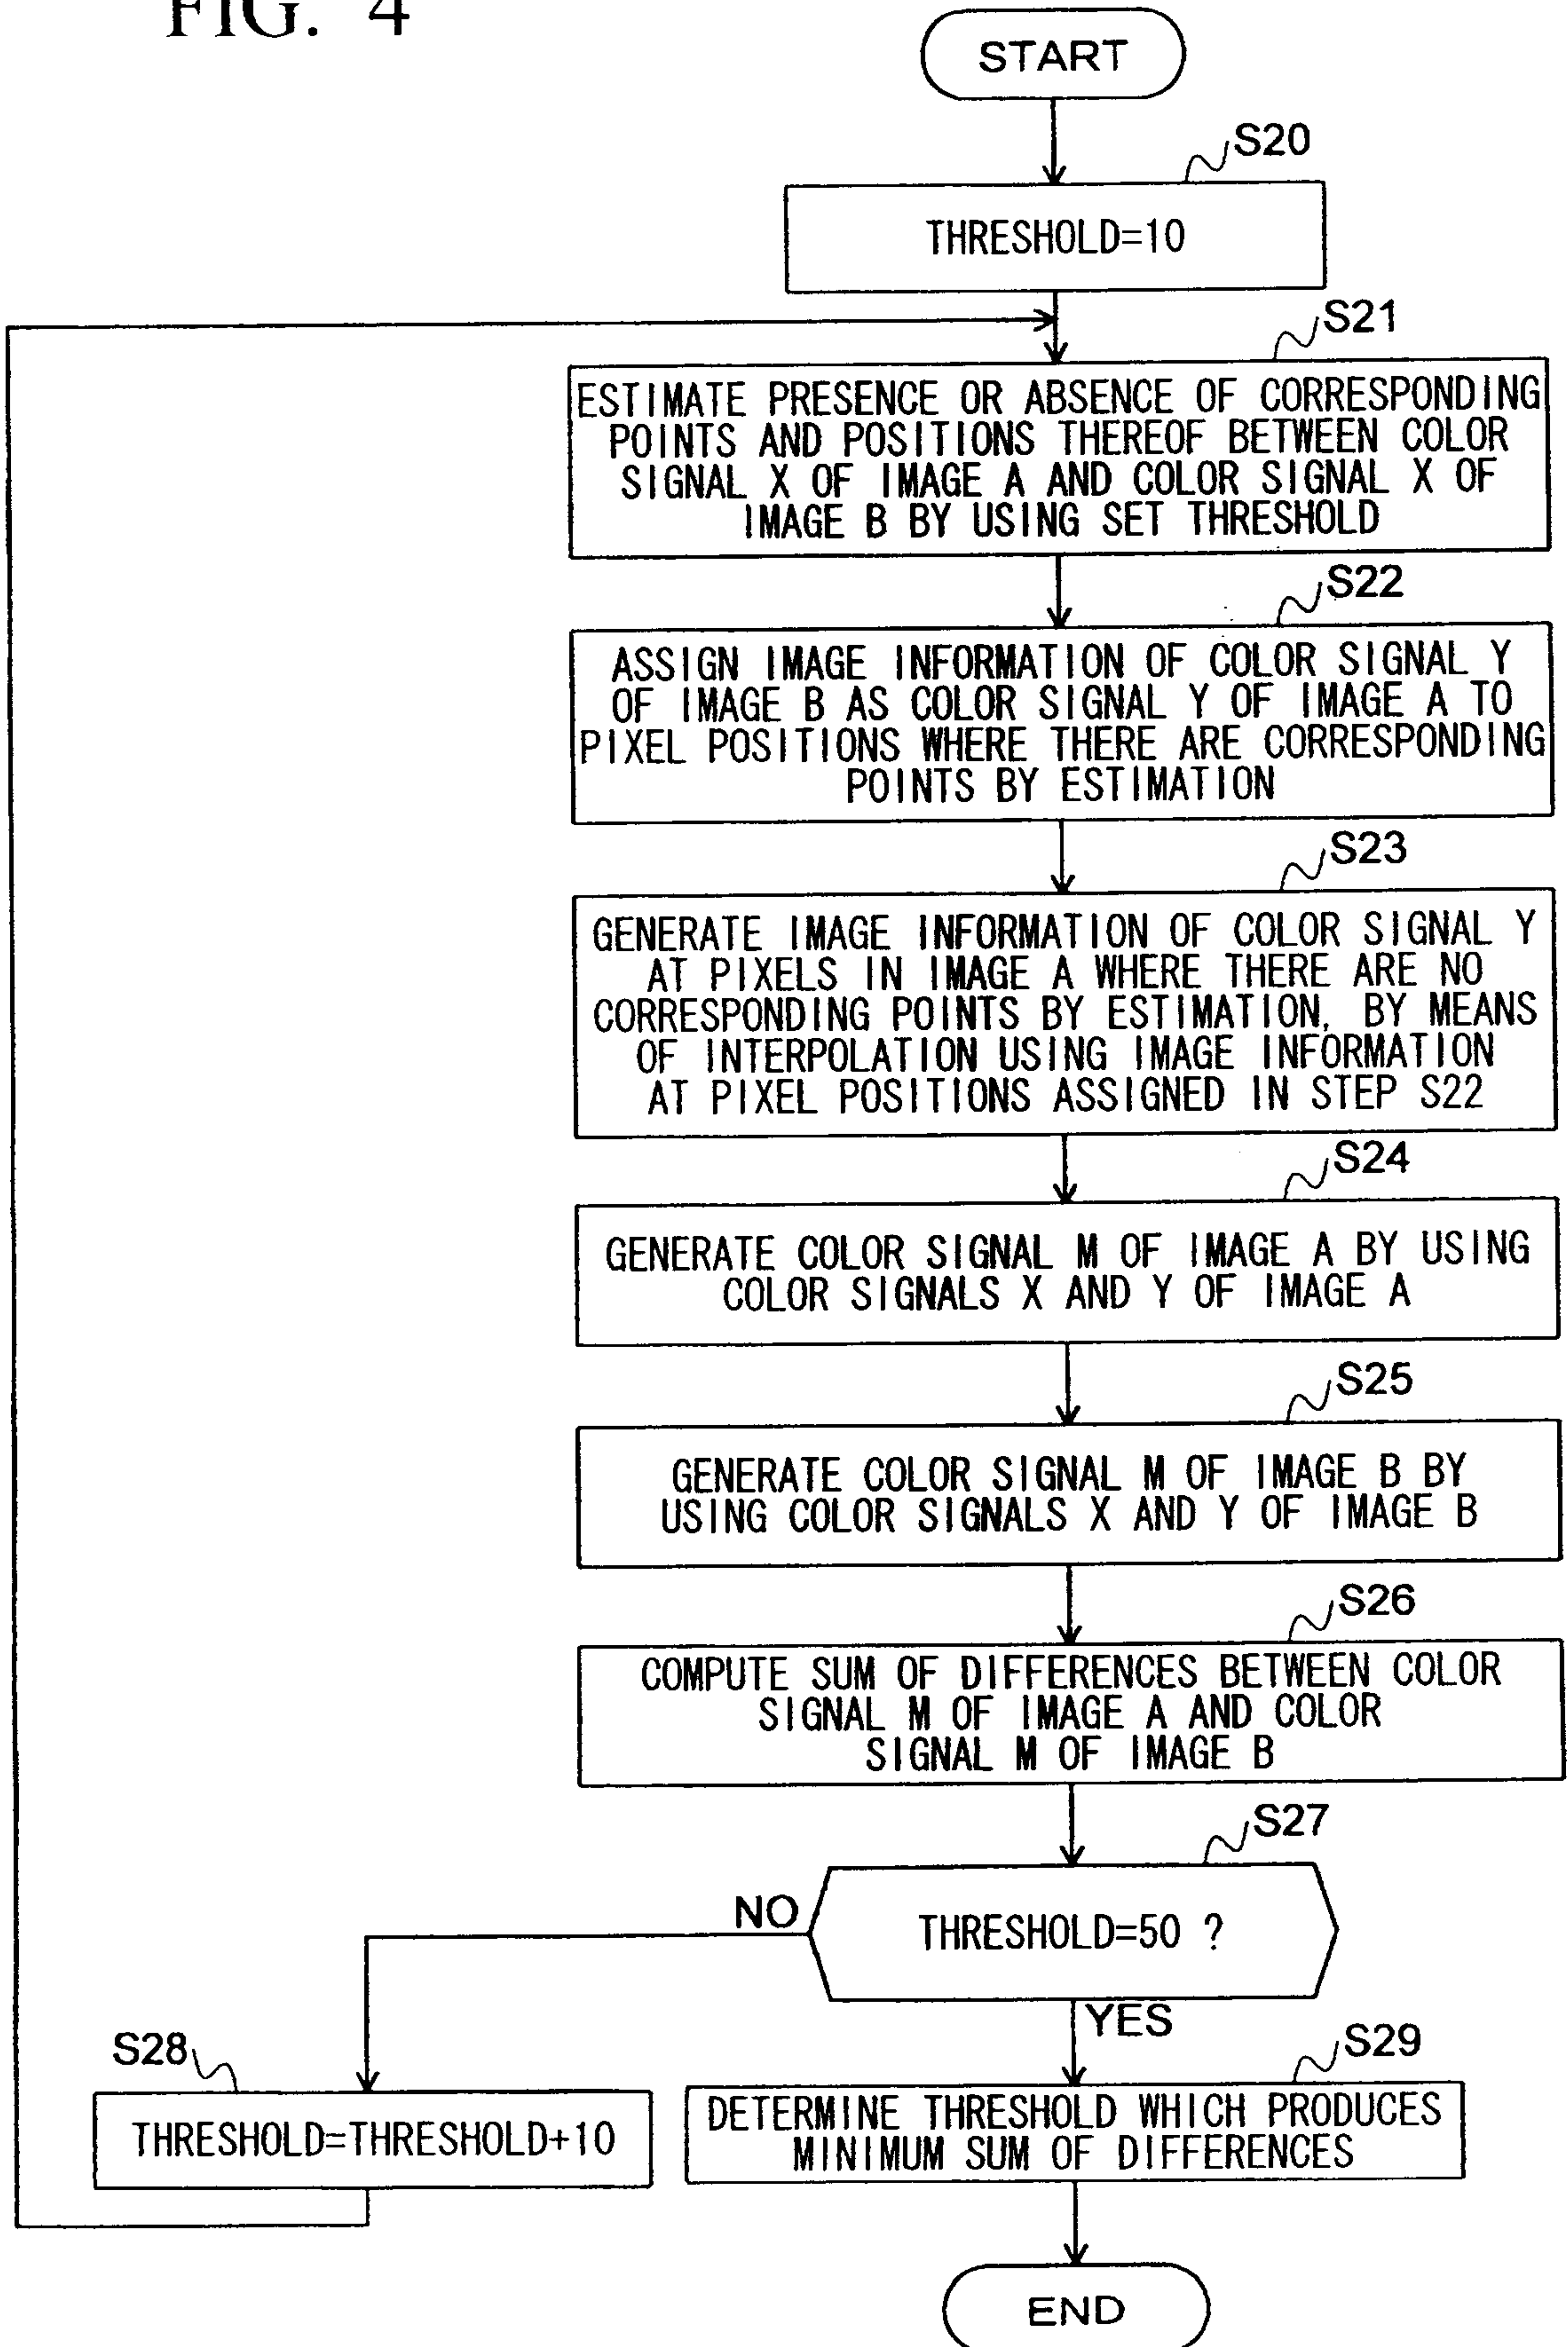 FIG. 4
START
S20
THRESHOLD=10
S21
ESTIMATE PRESENCE OR ABSENCE OF CORRESPONDING
POINTS AND POSITIONS THEREOF BETWEEN COLOR
SIGNAL X OF IMAGE A AND COLOR SIGNAL X OF
IMAGE B BY USING SET THRESHOLD
S22
ASSIGN IMAGE INFORMATION OF COLOR SIGNAL Y
OF IMAGE B AS COLOR SIGNAL Y OF IMAGE A TO
PIXEL POSITIONS WHERE THERE ARE CORRESPONDING
POINTS BY ESTIMATION
S23
GENERATE IMAGE INFORMATION OF COLOR SIGNAL Y
AT PIXELS IN IMAGE A WHERE THERE ARE NO
CORRESPONDING POINTS BY ESTIMATION, BY MEANS
OF INTERPOLATION USING IMAGE INFORMATION
AT PIXEL POSITIONS ASSIGNED IN STEP S22
S24
GENERATE COLOR SIGNAL M OF IMAGE A BY USING
COLOR SIGNALS X AND Y OF IMAGE A
S25
GENERATE COLOR SIGNAL M OF IMAGE B BY
USING COLOR SIGNALS X AND Y OF IMAGE B
S26
COMPUTE SUM OF DIFFERENCES BETWEEN COLOR
SIGNAL M OF IMAGE A AND COLOR
SIGNAL M OF IMAGE B
S27
NO
THRESHOLD=50 ?
YES
S28
THRESHOLD=THRESHOLD+10
S29
DETERMINE THRESHOLD WHICH PRODUCES
MINIMUM SUM OF DIFFERENCES
END